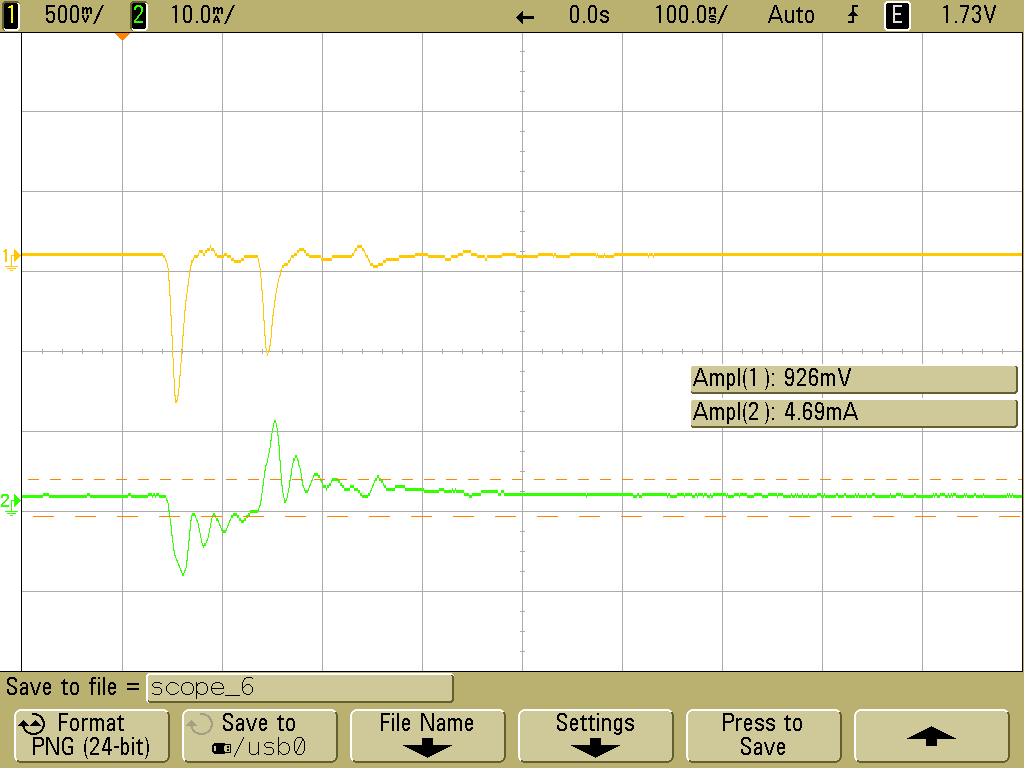 1 500mV/ 2 10.0mA/ ← 0.0s 100.0ns/ Auto E 1.73V
1
Ampl(1): 926mV
Ampl(2): 4.69mA
2
Save to file = scope_6
Format
PNG (24-bit)
Save to
/usb0
File Name
Settings
Press to
Save